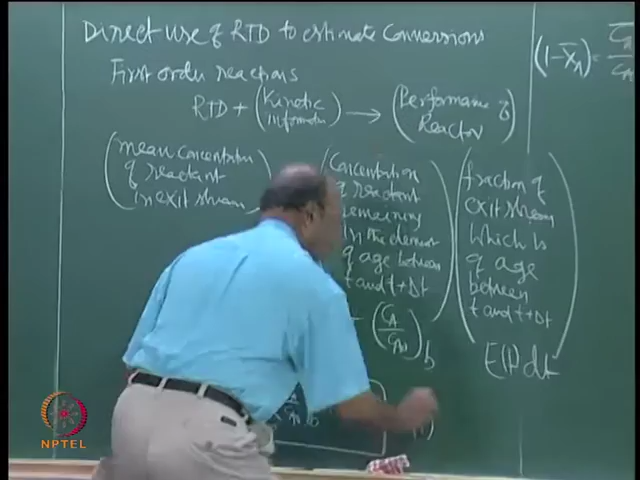 Direct use of RTD to estimate Conversions
First order reactions
RTD + (Kinetic information) → (Performance of Reactor)
(1-X̄A) = C̄A/CA
(mean concentration of reactant in exit stream)
(Concentration of reactant remaining in the element of age between t and t+Δt)
(fraction of exit stream which is of age between t and t+Δt)
(CA/CA0)b
E(t)dt
NPTEL